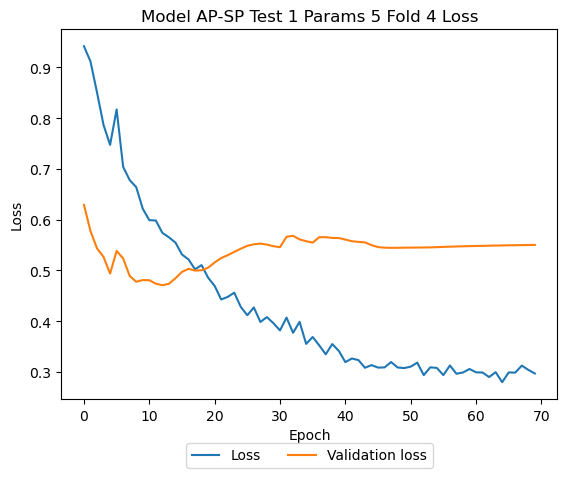 Model AP-SP Test 1 Params 5 Fold 4 Loss
Loss
0.9
0.8
0.7
0.6
0.5
0.4
0.3
0 10 20 30 40 50 60 70
Epoch
Loss Validation loss